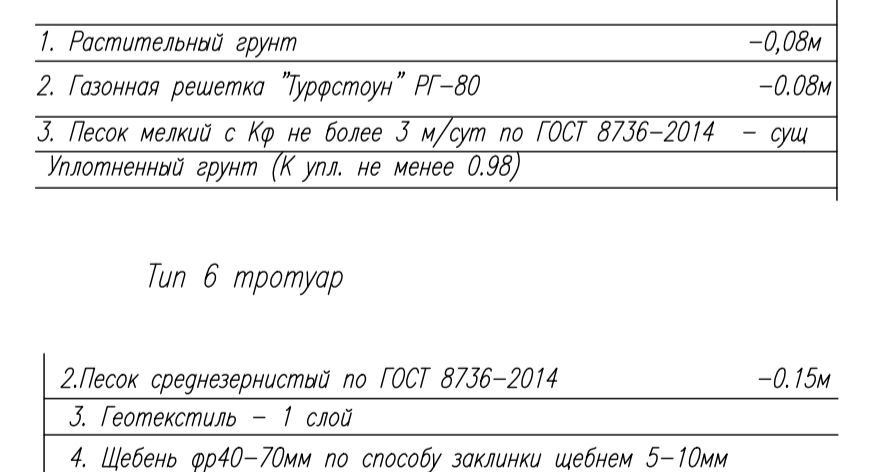 1. Растительный грунт -0,08м
2. Газонная решетка "Турфстоун" РГ-80 -0.08м
3. Песок мелкий с Кф не более 3 м/сут по ГОСТ 8736-2014 - сущ
Уплотненный грунт (К упл. не менее 0.98)
Тип 6 тротуар
2.Песок среднезернистый по ГОСТ 8736-2014 -0.15м
3. Геотекстиль - 1 слой
4. Щебень фр40-70мм по способу заклинки щебнем 5-10мм